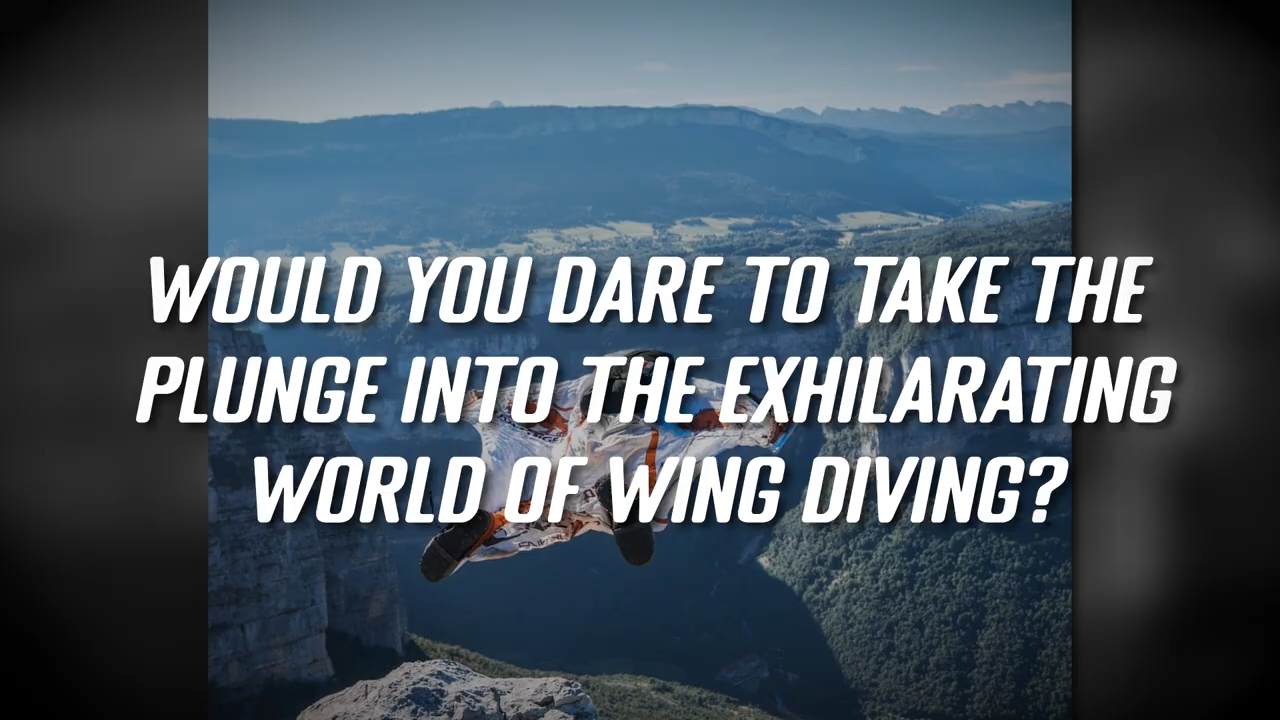 WOULD YOU DARE TO TAKE THE
PLUNGE INTO THE EXHILARATING
WORLD OF WING DIVING?